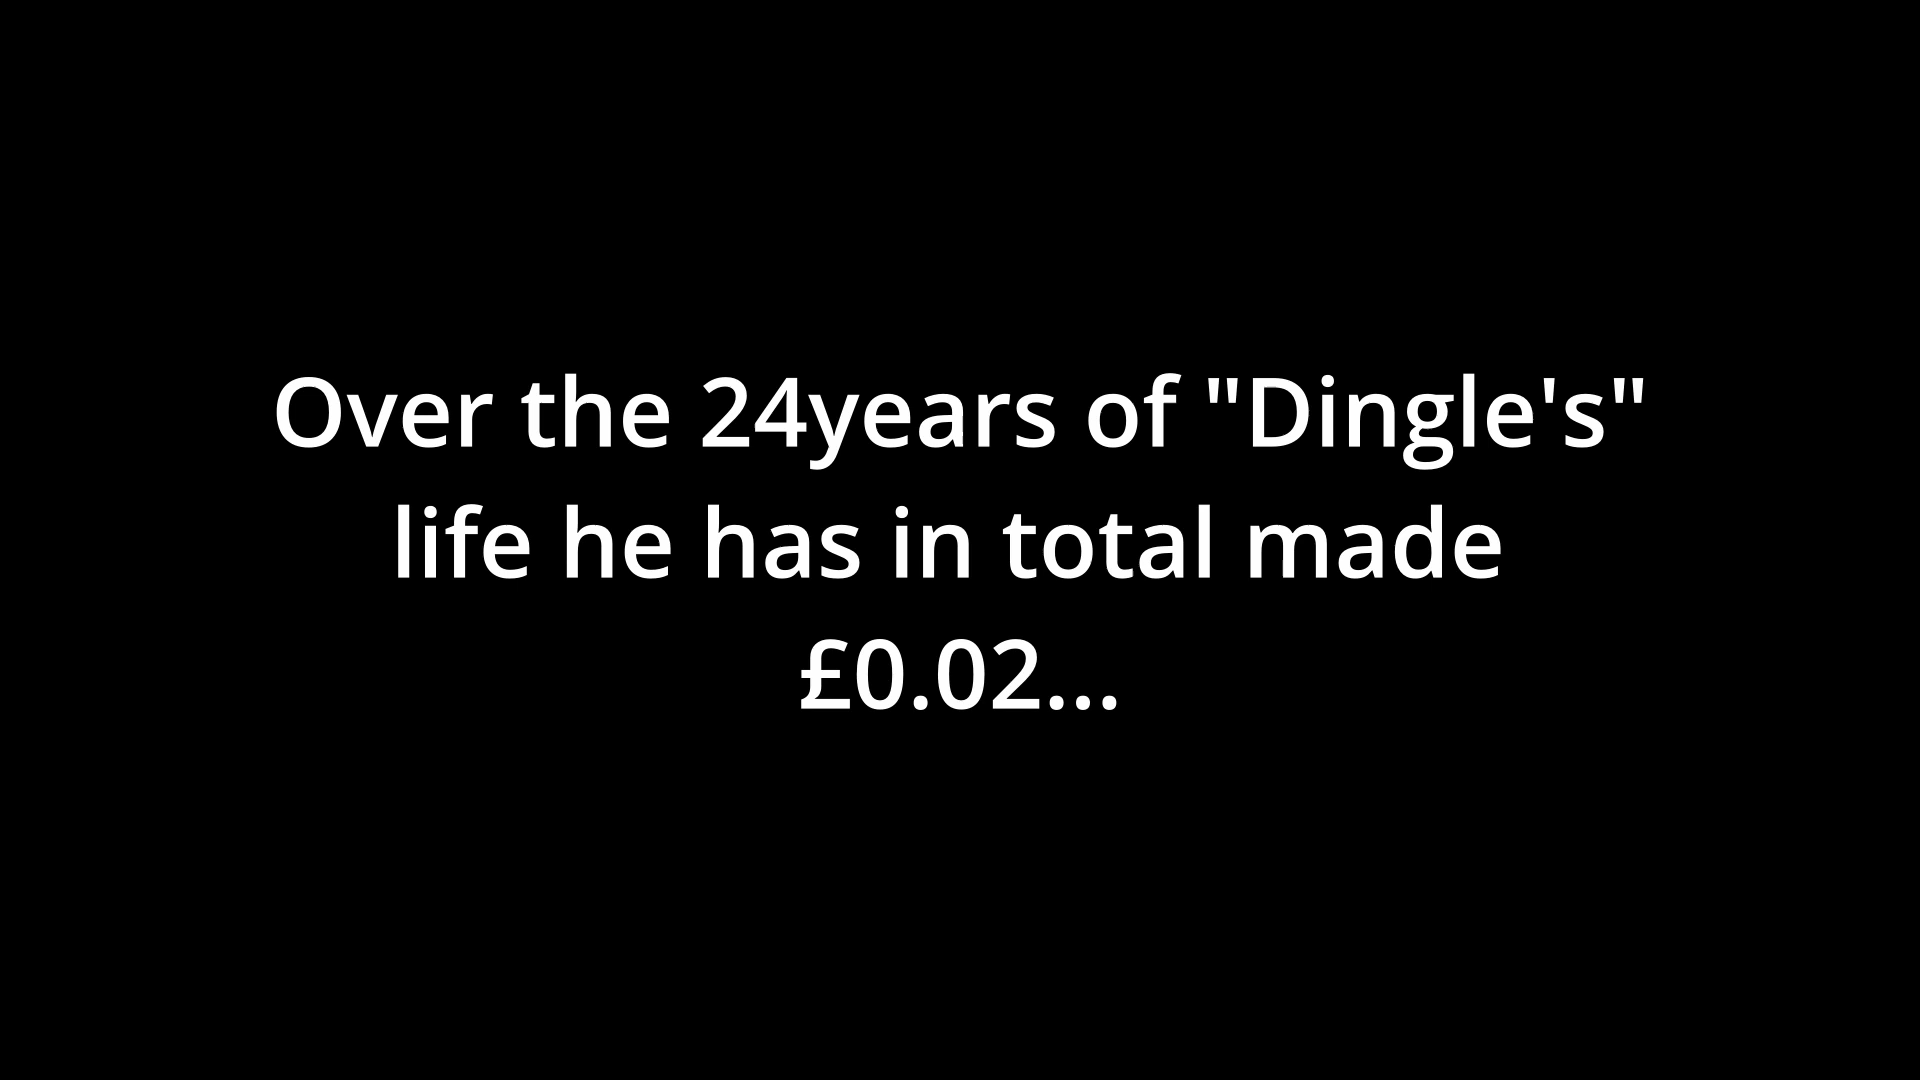 Over the 24years of "Dingle's"
life he has in total made
£0.02...